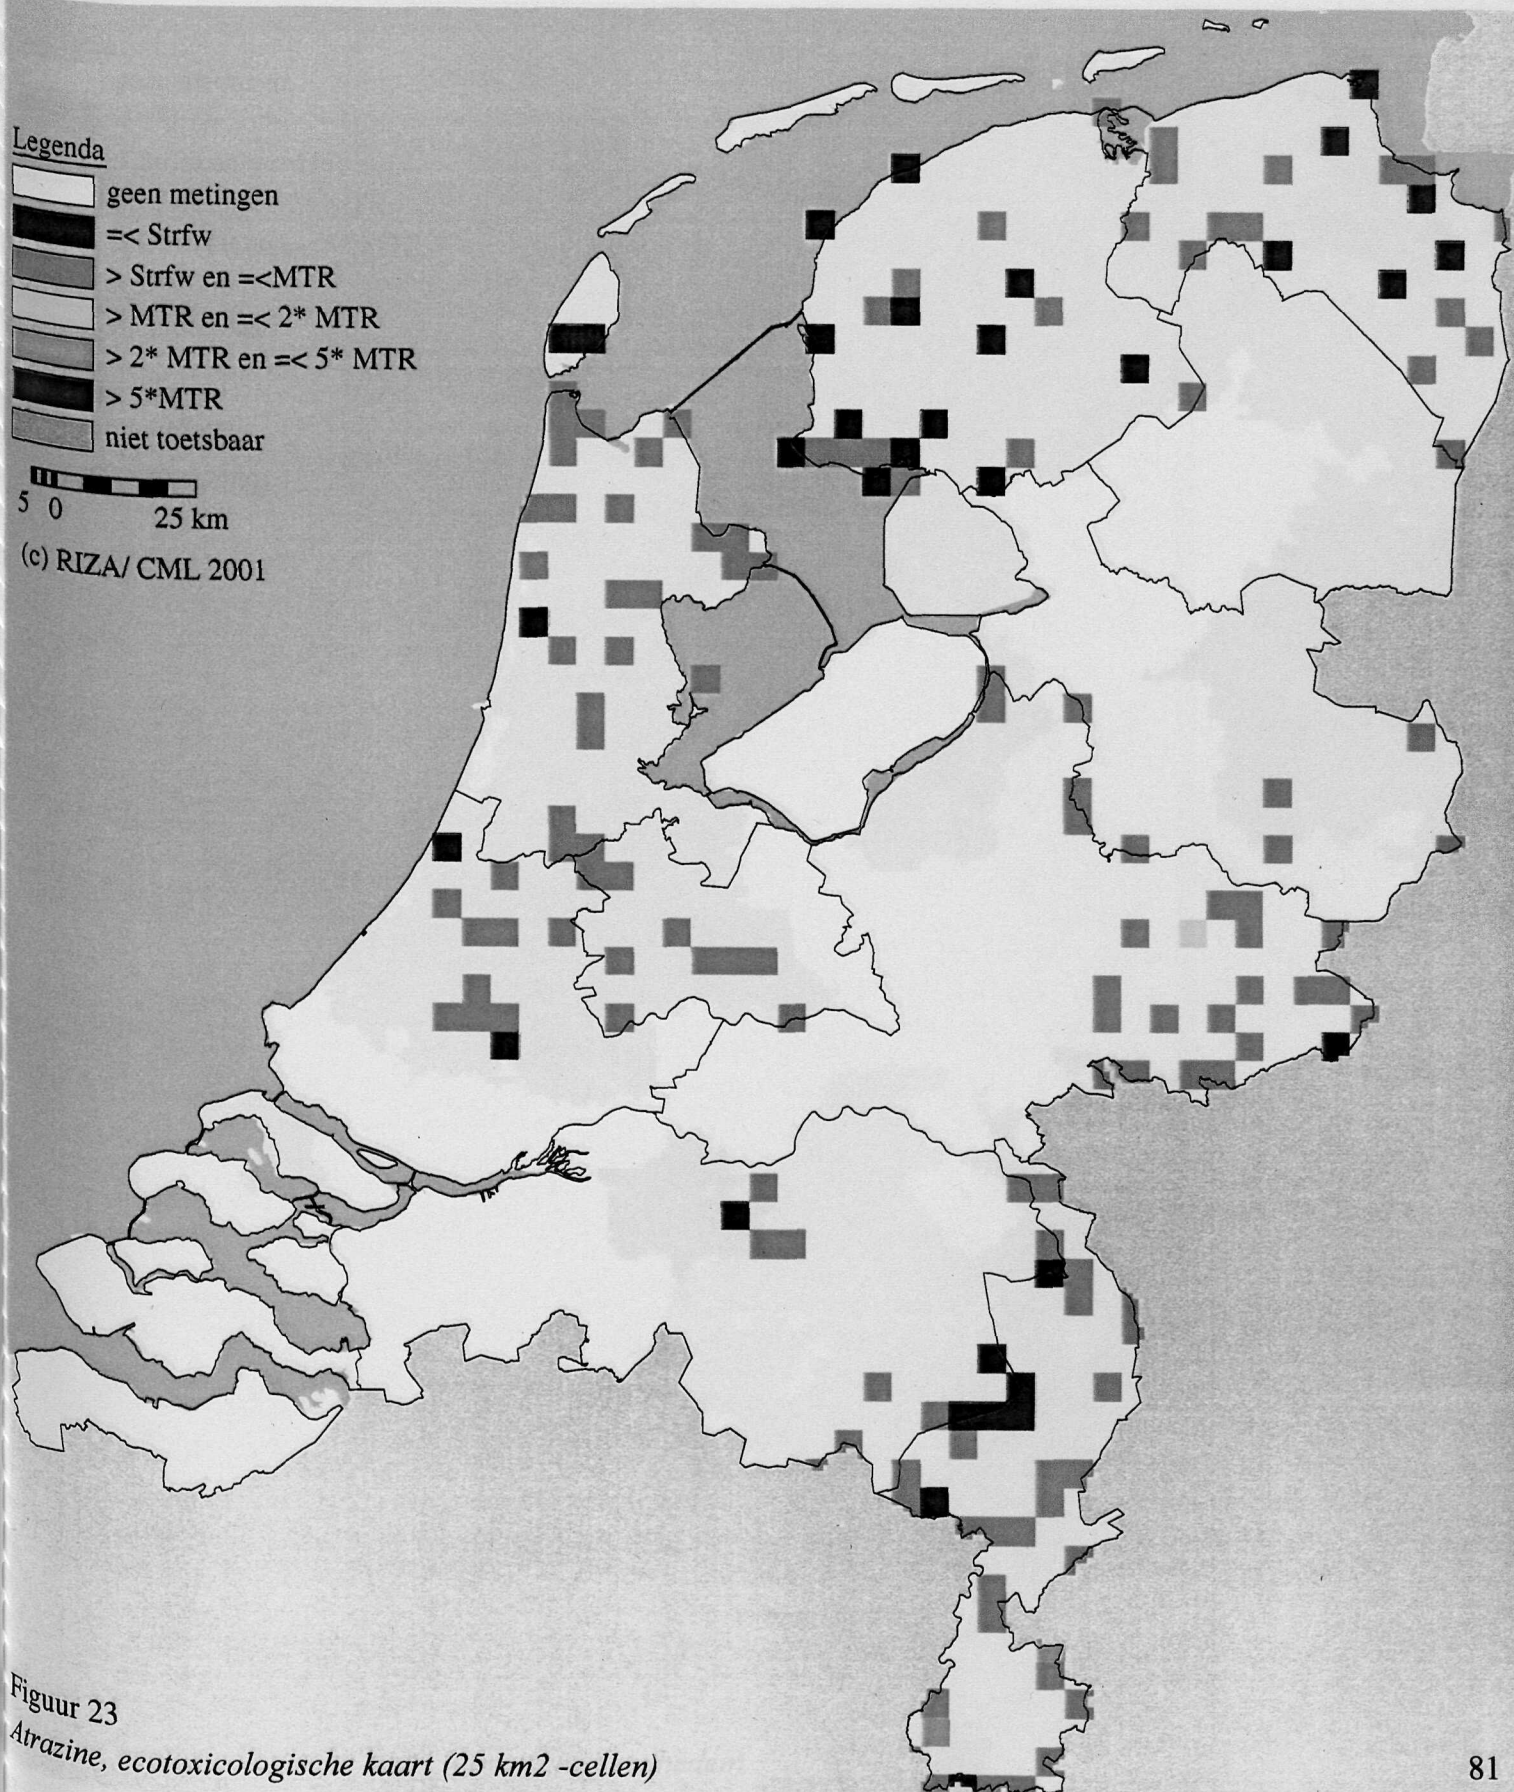 Legenda
geen metingen
=< Strfw
> Strfw en =<MTR
> MTR en =< 2* MTR
> 2* MTR en =< 5* MTR
> 5*MTR
niet toetsbaar
5 0 25 km
(c) RIZA/ CML 2001
Figuur 23
Atrazine, ecotoxicologische kaart (25 km2 -cellen)
81